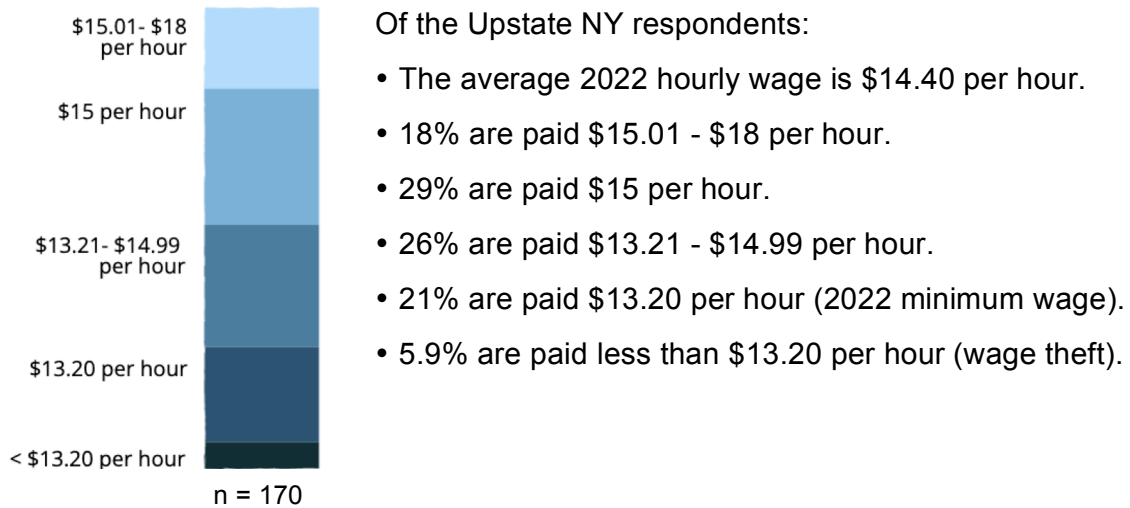 $15.01- $18
per hour
$15 per hour
$13.21- $14.99
per hour
$13.20 per hour
< $13.20 per hour
n = 170
Of the Upstate NY respondents:
• The average 2022 hourly wage is $14.40 per hour.
• 18% are paid $15.01 - $18 per hour.
• 29% are paid $15 per hour.
• 26% are paid $13.21 - $14.99 per hour.
• 21% are paid $13.20 per hour (2022 minimum wage).
• 5.9% are paid less than $13.20 per hour (wage theft).